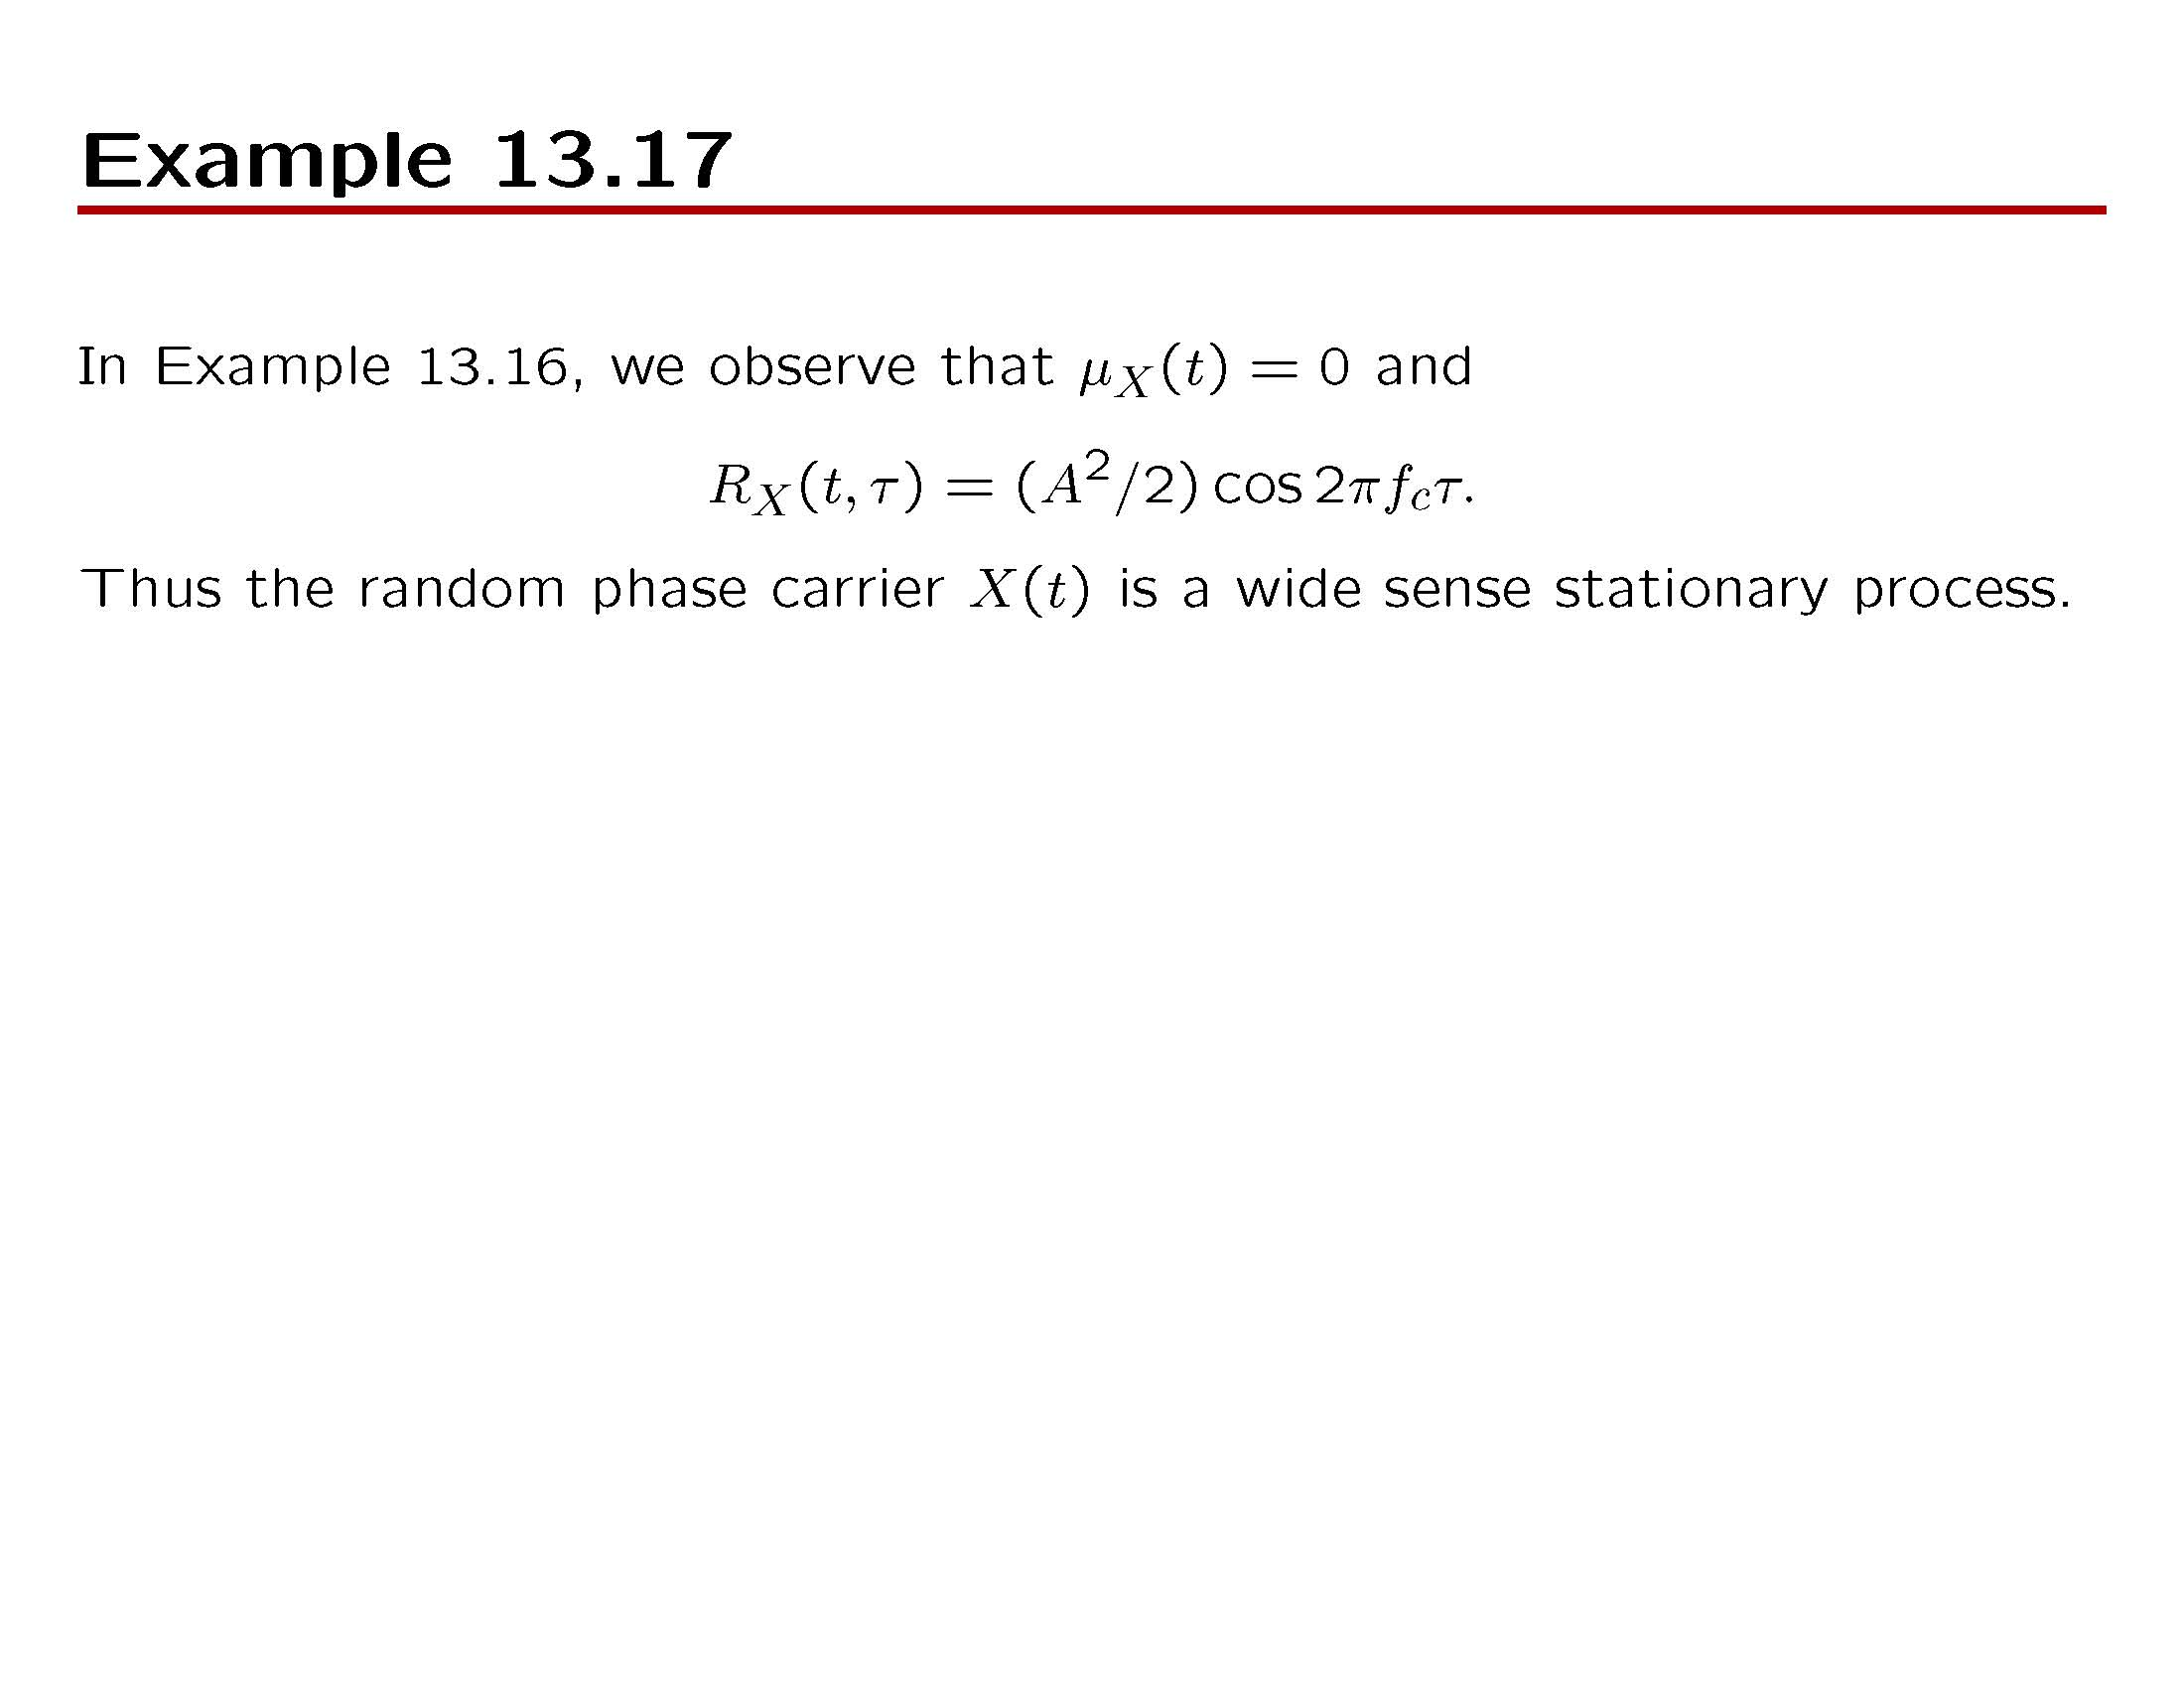 Example 13.17
In Example 13.16, we observe that μ_X(t) = 0 and
R_X(t, τ) = (A²/2) cos 2πf_cτ.
Thus the random phase carrier X(t) is a wide sense stationary process.